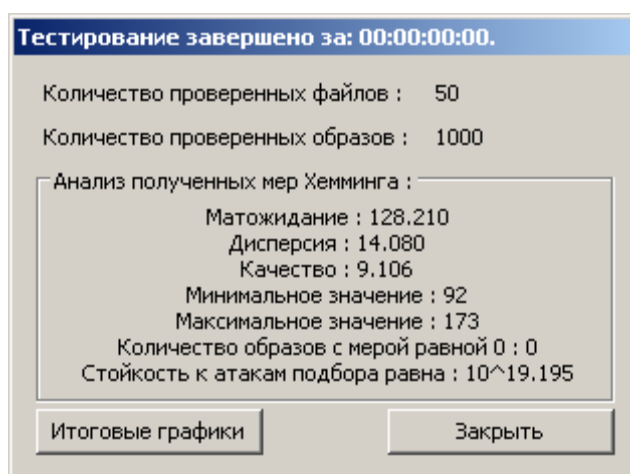 Тестирование завершено за: 00:00:00:00.
Количество проверенных файлов : 50
Количество проверенных образов : 1000
Анализ полученных мер Хемминга :
Матожидание : 128.210
Дисперсия : 14.080
Качество : 9.106
Минимальное значение : 92
Максимальное значение : 173
Количество образов с мерой равной 0 : 0
Стойкость к атакам подбора равна : 10^19.195
Итоговые графики
Закрыть